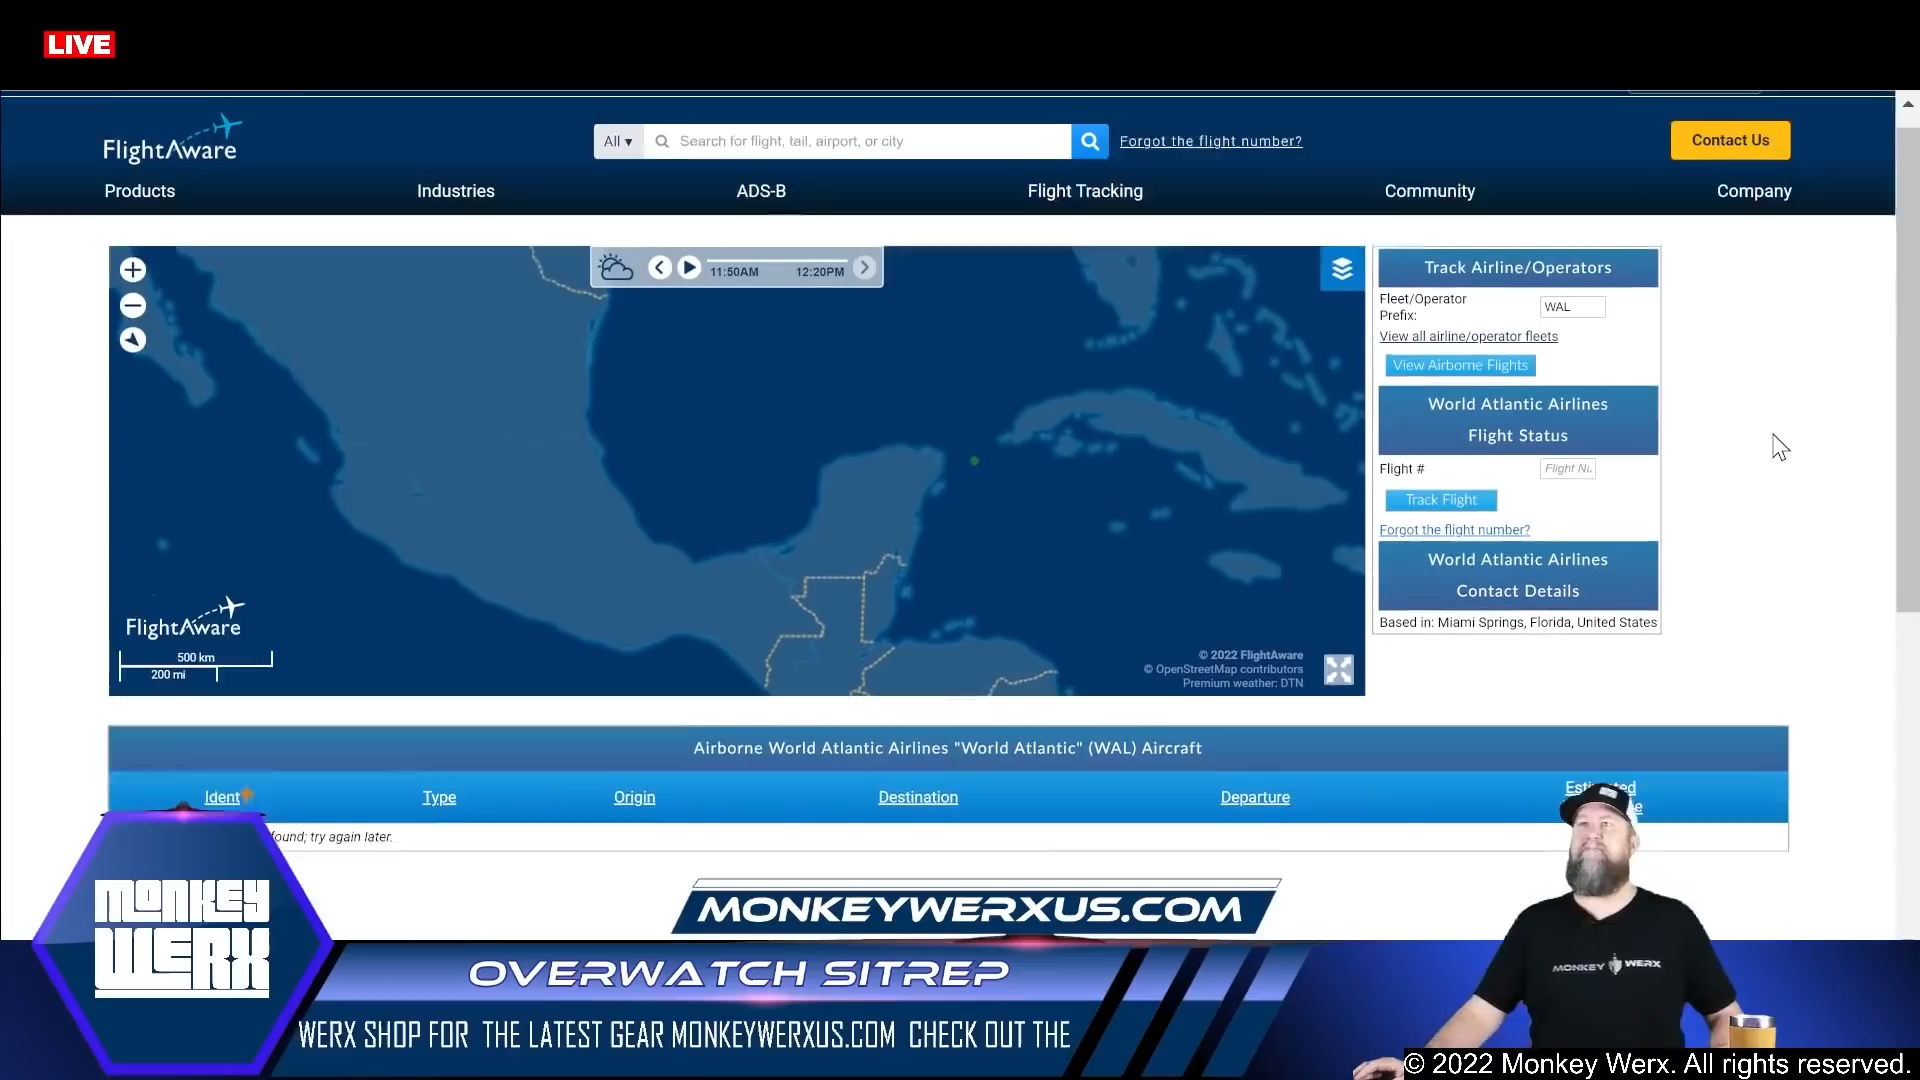 LIVE
FlightAware
All ▾
Search for flight, tail, airport, or city
Forgot the flight number?
Contact Us
Products
Industries
ADS-B
Flight Tracking
Community
Company
11:50AM
12:20PM
Track Airline/Operators
Fleet/Operator
Prefix:
WAL
View all airline/operator fleets
View Airborne Flights
World Atlantic Airlines
Flight Status
Flight #
Flight Nu
Track Flight
Forgot the flight number?
World Atlantic Airlines
Contact Details
Based in: Miami Springs, Florida, United States
FlightAware
500 km
200 mi
© 2022 FlightAware
© OpenStreetMap contributors
Premium weather: DTN
Airborne World Atlantic Airlines "World Atlantic" (WAL) Aircraft
Ident
Type
Origin
Destination
Departure
found; try again later.
MONKEY
WERX
MONKEYWERXUS.COM
OVERWATCH SITREP
WERX SHOP FOR THE LATEST GEAR MONKEYWERXUS.COM CHECK OUT THE
MONKEY WERX
© 2022 Monkey Werx. All rights reserved.